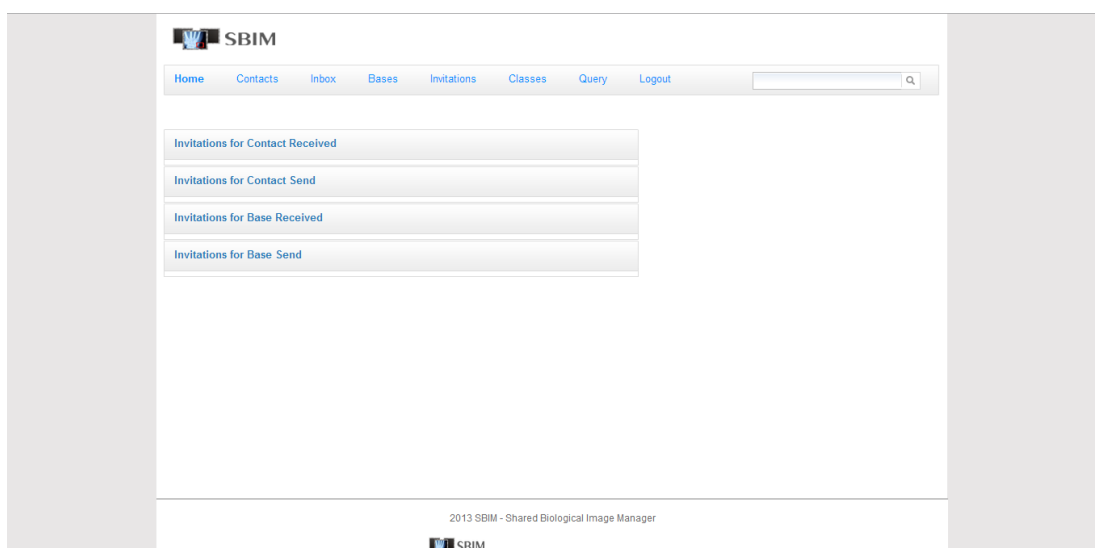 SBIM
Home Contacts Inbox Bases Invitations Classes Query Logout
Invitations for Contact Received
Invitations for Contact Send
Invitations for Base Received
Invitations for Base Send
2013 SBIM - Shared Biological Image Manager
SBIM